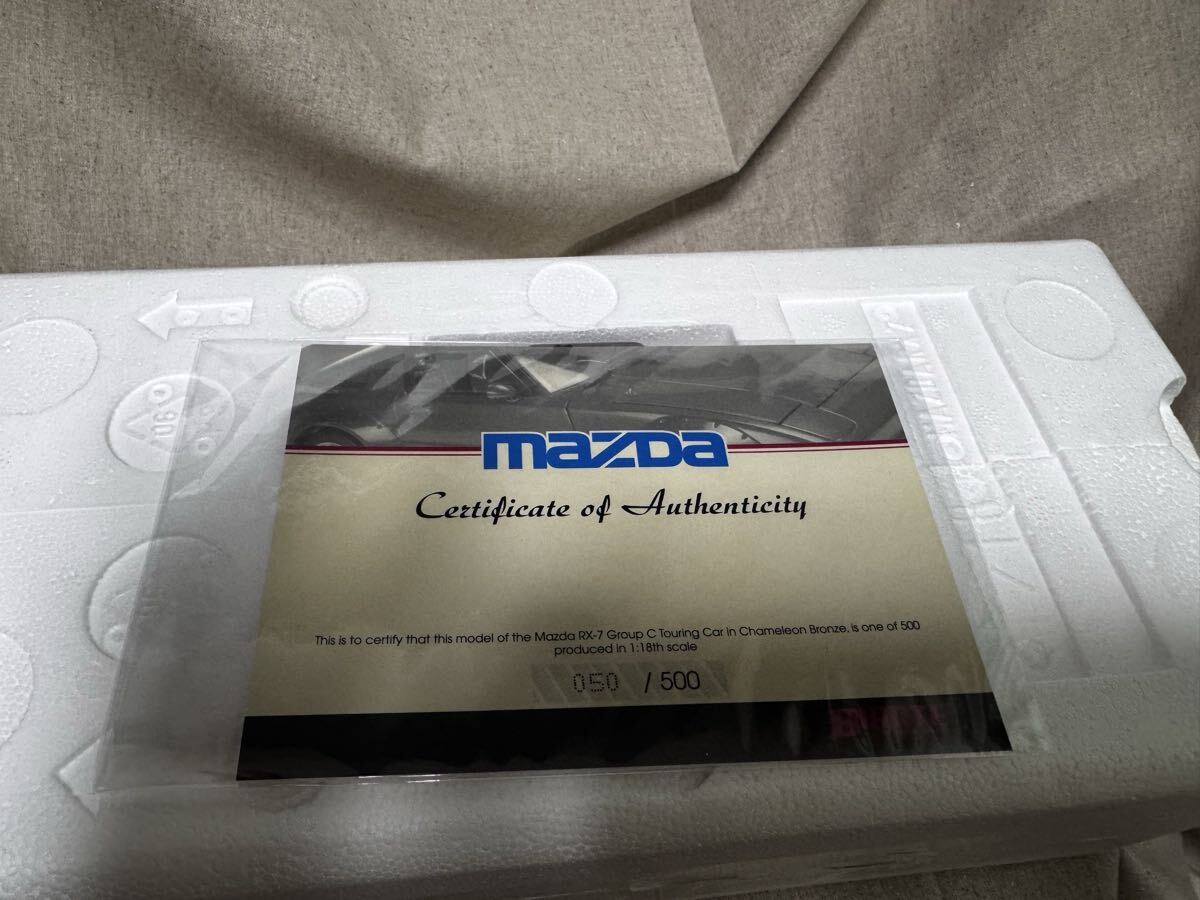 mazda
Certificate of Authenticity
This is to certify that this model of the Mazda RX-7 Group C Touring Car in Chameleon Bronze, is one of 500
produced in 1:18th scale
050 / 500